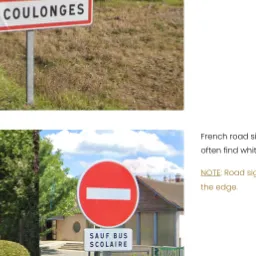 COULONGES
French road si
often find whit
NOTE: Road sig
the edge.
SAUF BUS
SCOLAIRE